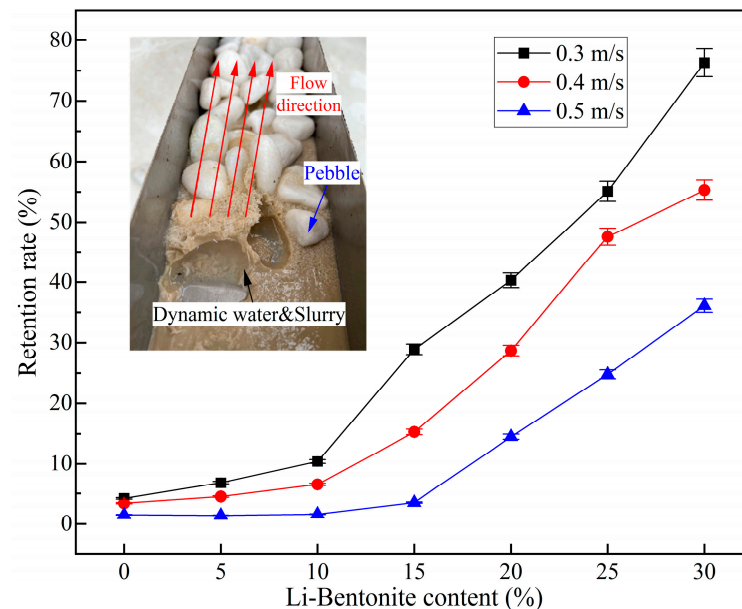 80
70
60
50
40
30
20
10
0
Retention rate (%)
0.3 m/s
0.4 m/s
0.5 m/s
Flow
direction
Pebble
Dynamic water&Slurry
0 5 10 15 20 25 30
Li-Bentonite content (%)